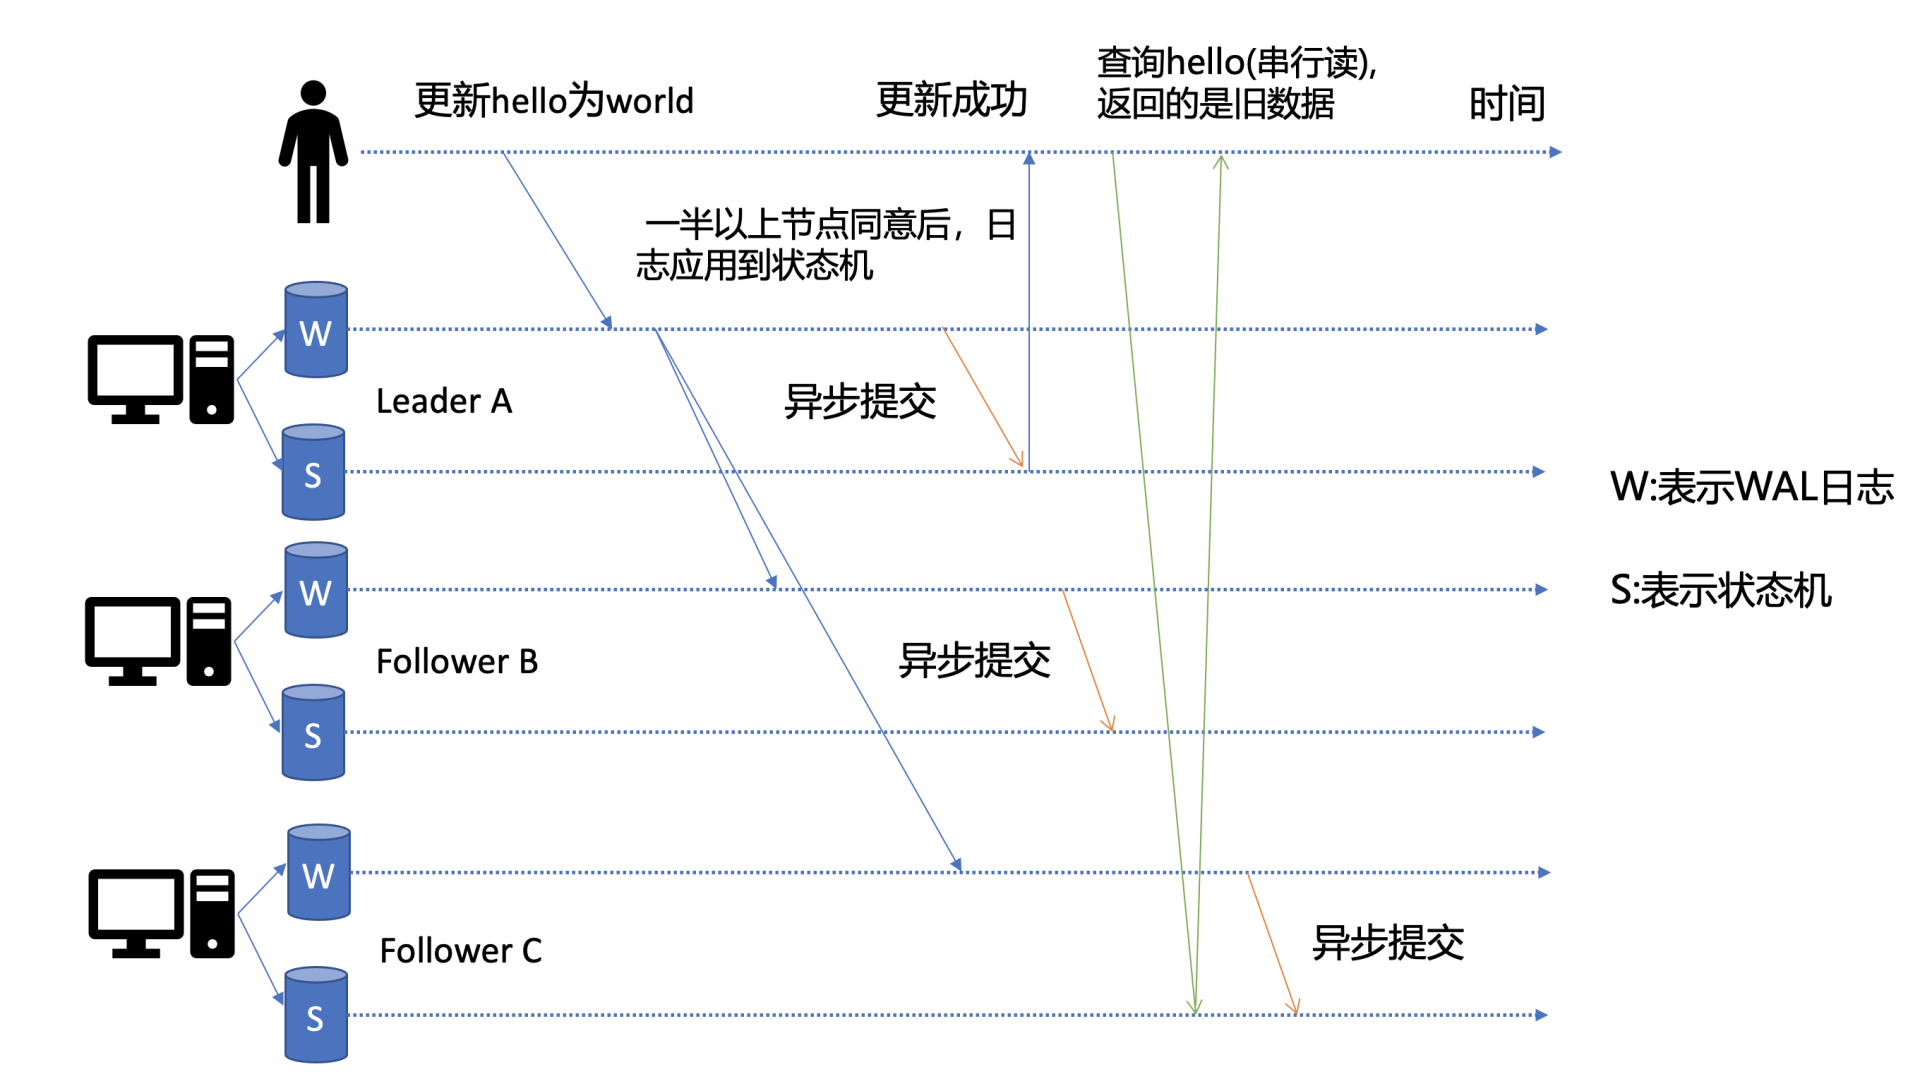 更新hello为world
更新成功
查询hello(串行读),
返回的是旧数据
时间
一半以上节点同意后，日
志应用到状态机
W
Leader A
异步提交
S
W:表示WAL日志
W
S:表示状态机
Follower B
异步提交
S
W
Follower C
异步提交
S